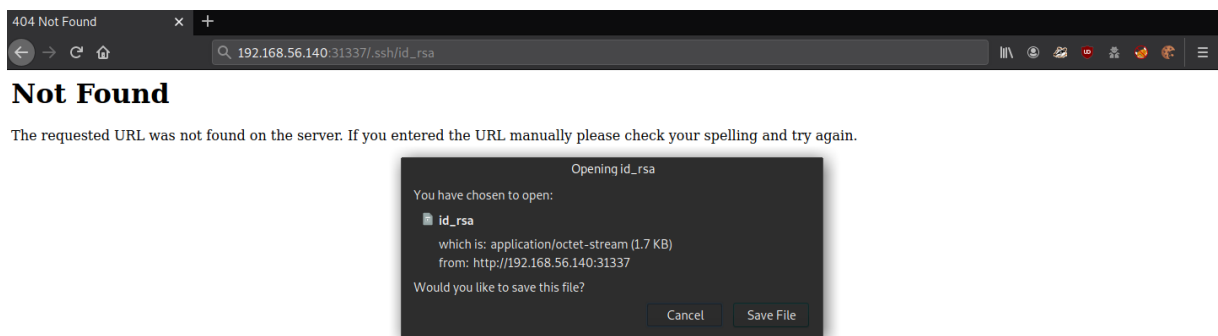 404 Not Found
192.168.56.140:31337/.ssh/id_rsa
Not Found
The requested URL was not found on the server. If you entered the URL manually please check your spelling and try again.
Opening id_rsa
You have chosen to open:
id_rsa
which is: application/octet-stream (1.7 KB)
from: http://192.168.56.140:31337
Would you like to save this file?
Cancel Save File